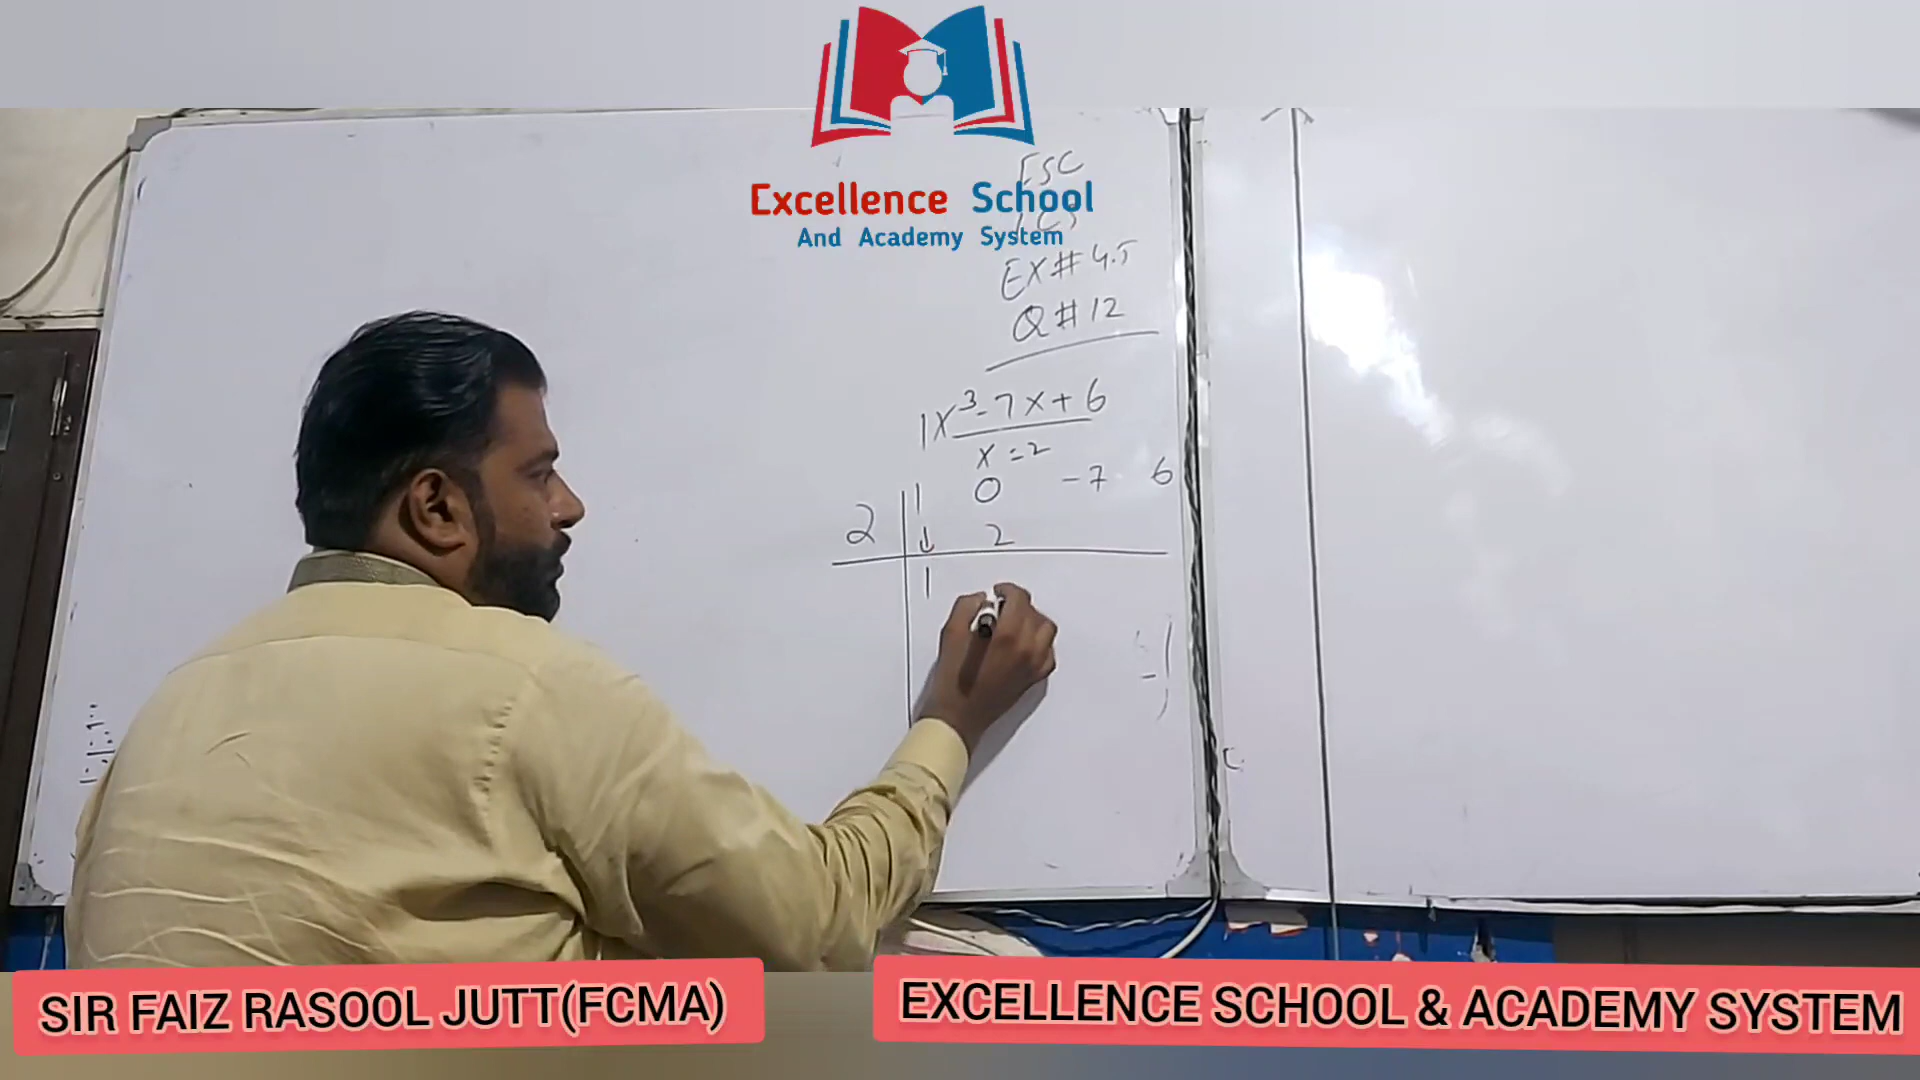 Excellence School
And Academy System
FSC
ICS
EX # 4.5
Q # 12
1x³ - 7x + 6
x = 2
1 0 -7 6
2
↓ 2
1
SIR FAIZ RASOOL JUTT(FCMA)
EXCELLENCE SCHOOL & ACADEMY SYSTEM